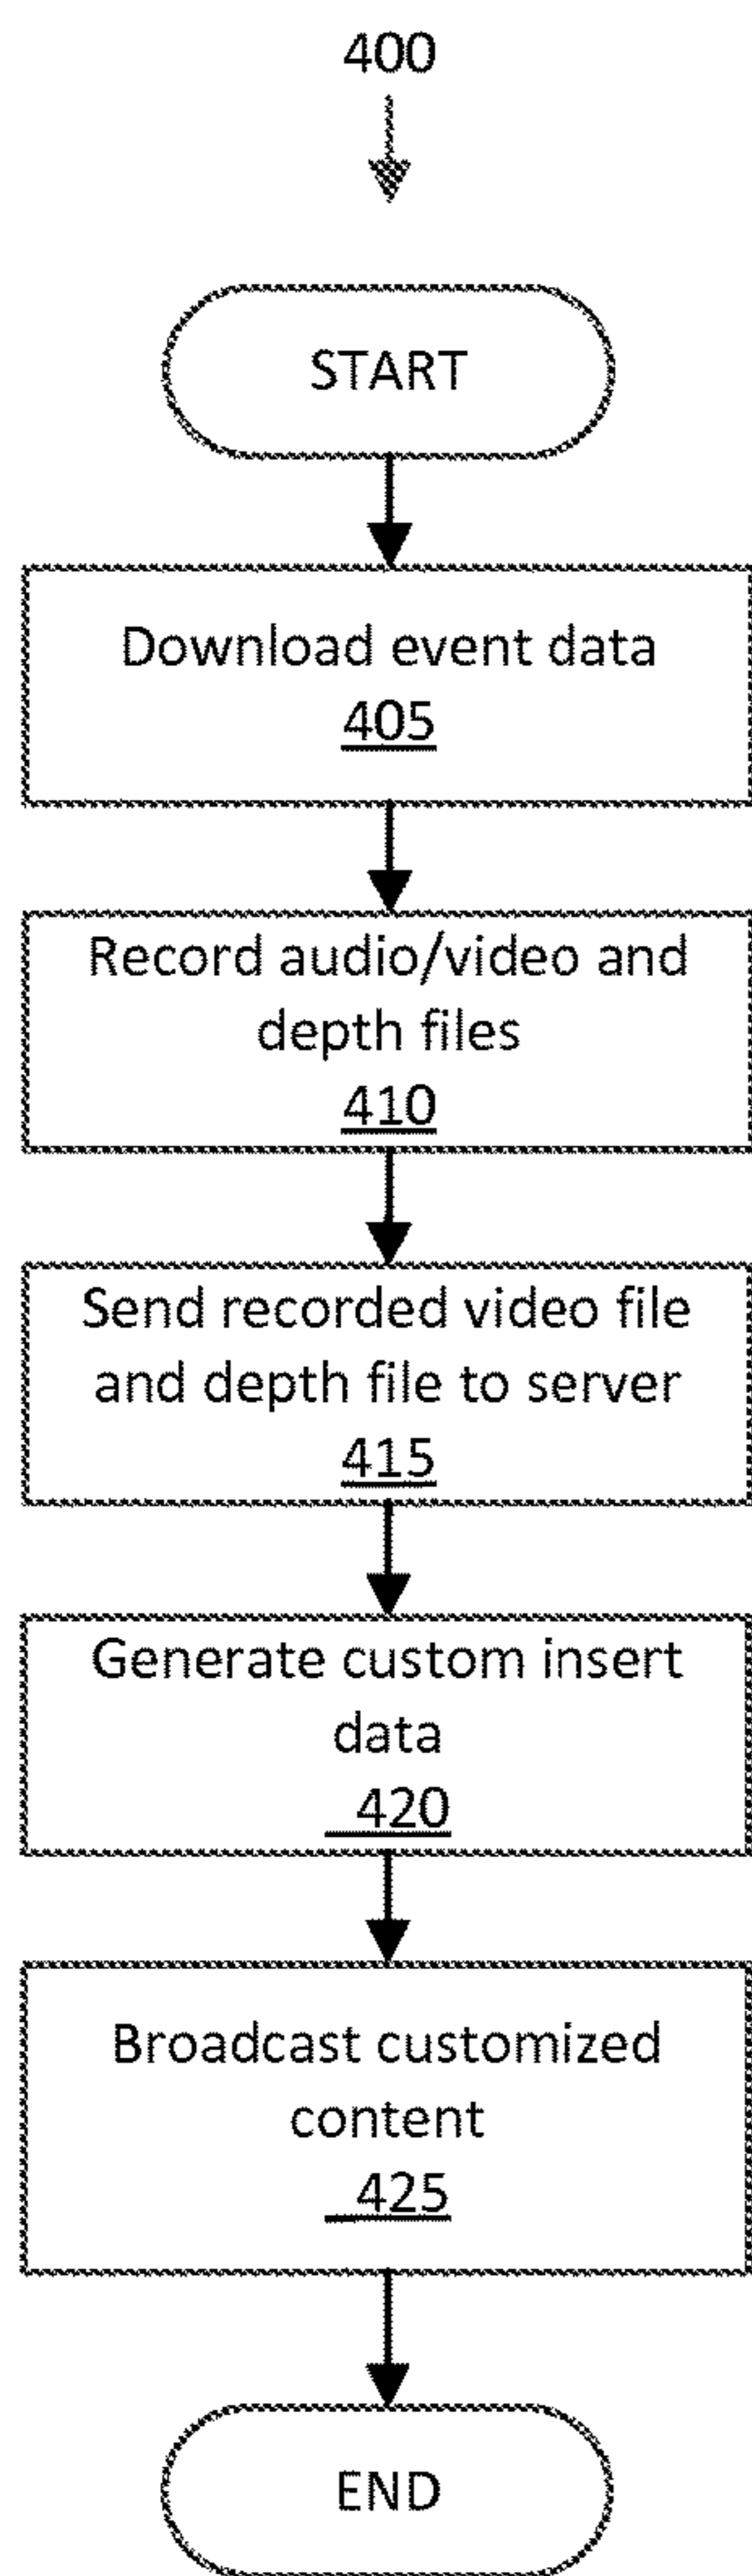 400
START
Download event data
405
Record audio/video and
depth files
410
Send recorded video file
and depth file to server
415
Generate custom insert
data
420
Broadcast customized
content
425
END